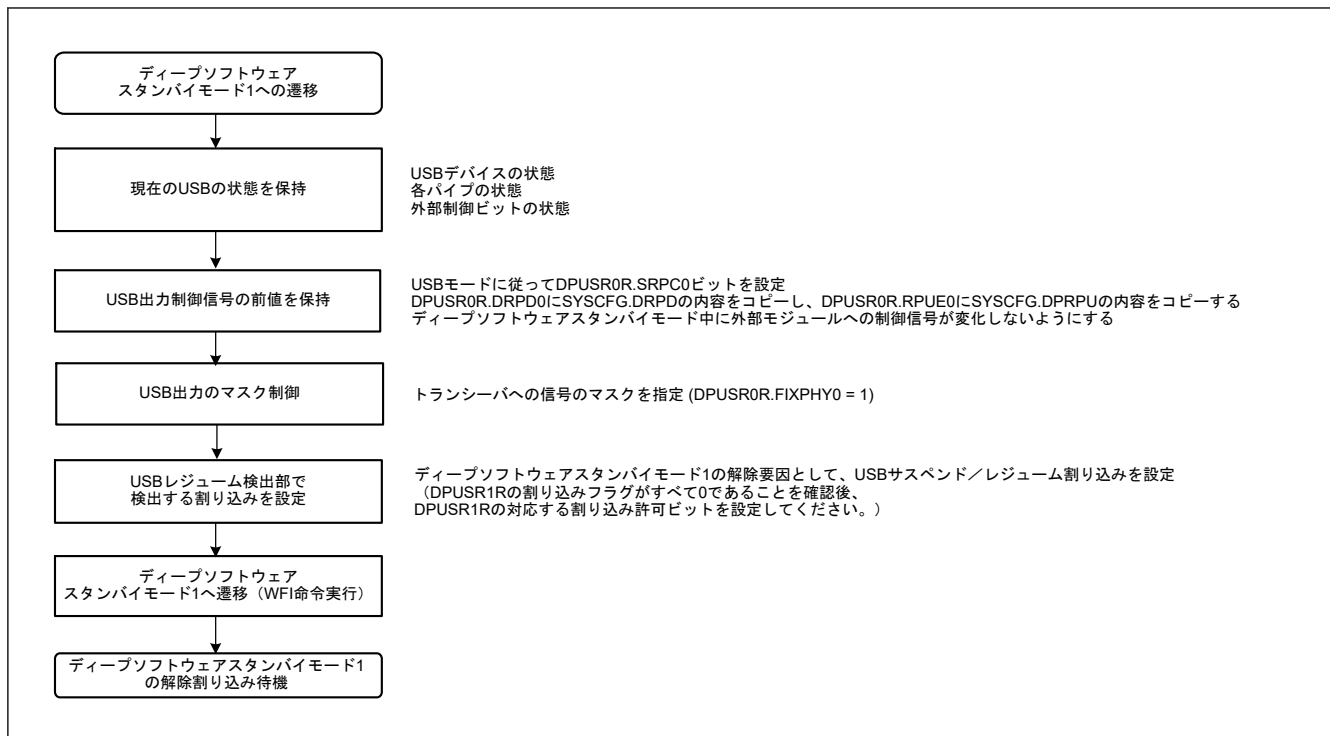 ディープソフトウェア
スタンバイモード1への遷移
現在のUSBの状態を保持
USBデバイスの状態
各パイプの状態
外部制御ビットの状態
USB出力制御信号の前値を保持
USBモードに従ってDPUSR0R.SRPC0ビットを設定
DPUSR0R.DRPD0にSYSCFG.DRPDの内容をコピーし、DPUSR0R.RPUE0にSYSCFG.DPRPUの内容をコピーする
ディープソフトウェアスタンバイモード中に外部モジュールへの制御信号が変化しないようにする
USB出力のマスク制御
トランシーバへの信号のマスクを指定 (DPUSR0R.FIXPHY0 = 1)
USBレジューム検出部で
検出する割り込みを設定
ディープソフトウェアスタンバイモード1の解除要因として、USBサスペンド／レジューム割り込みを設定
（DPUSR1Rの割り込みフラグがすべて0であることを確認後、
DPUSR1Rの対応する割り込み許可ビットを設定してください。）
ディープソフトウェア
スタンバイモード1へ遷移（WFI命令実行）
ディープソフトウェアスタンバイモード1
の解除割り込み待機